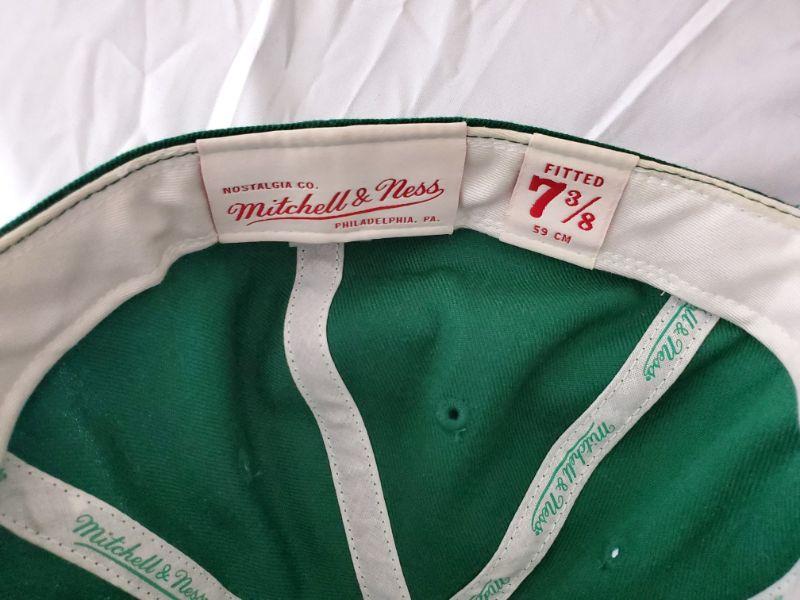 NOSTALGIA CO.
Mitchell & Ness
PHILADELPHIA, PA.
FITTED
7 3/8
59 CM
Mitchell & Ness
Mitchell & Ness
Mitchell & Ness